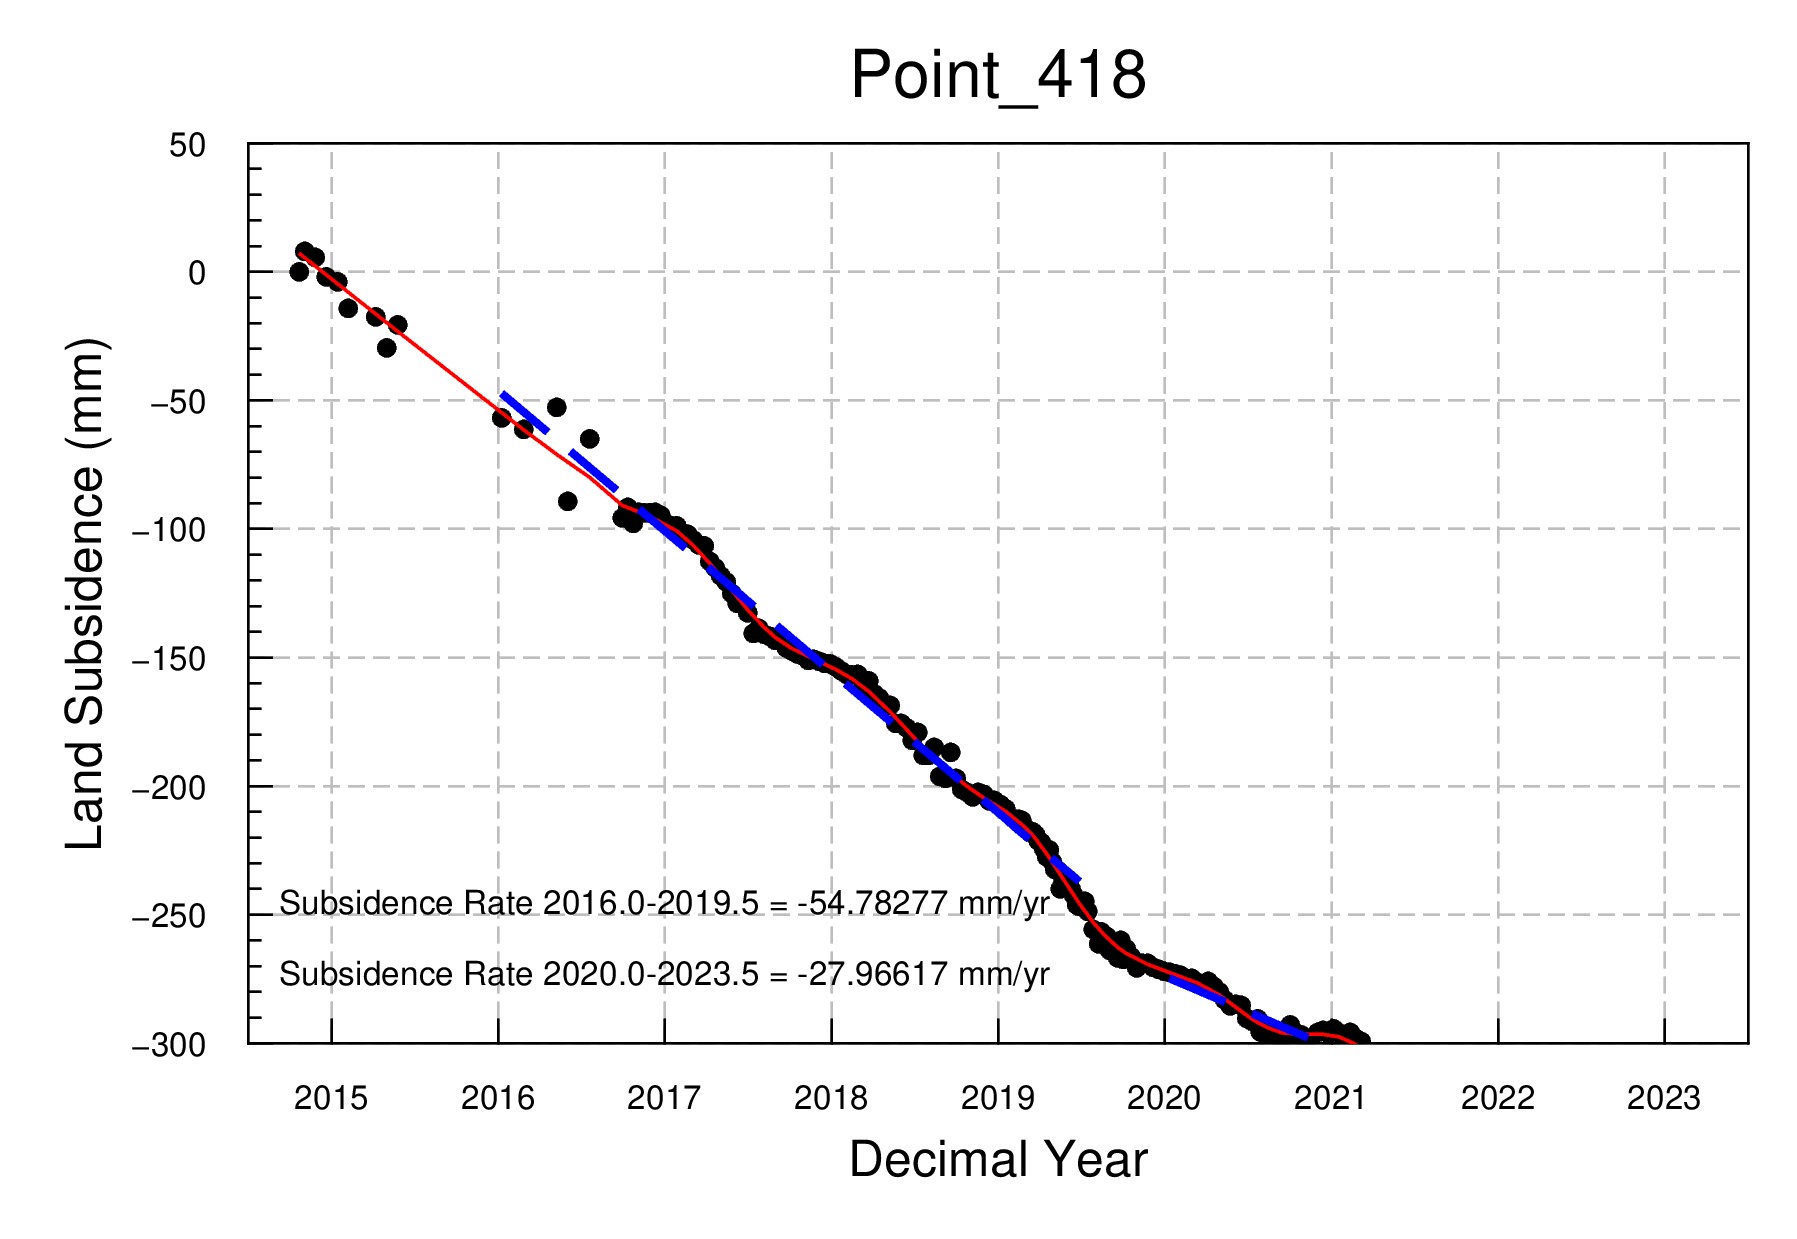 Point_418
50
0
−50
−100
−150
−200
−250
−300
Land Subsidence (mm)
Subsidence Rate 2016.0-2019.5 = -54.78277 mm/yr
Subsidence Rate 2020.0-2023.5 = -27.96617 mm/yr
2015 2016 2017 2018 2019 2020 2021 2022 2023
Decimal Year